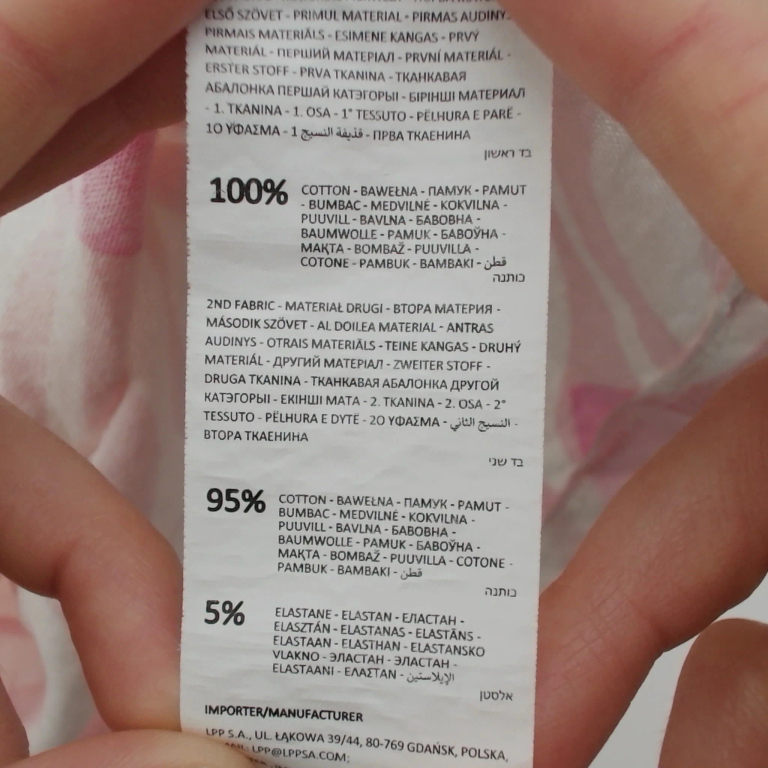 ELSŐ SZÖVET - PRIMUL MATERIAL - PIRMAS AUDINY
PIRMAIS MATERIĀLS - ESIMENE KANGAS - PRVÝ
MATERIÁL - ПЕРШИЙ МАТЕРІАЛ - PRVNÍ MATERIÁL -
ERSTER STOFF - PRVA TKANINA - ТКАНКАВАЯ
АБАЛОНКА ПЕРШАЙ КАТЭГОРЫІ - БІРІНШІ МАТЕРИАЛ
- 1. TKANINA - 1. OSA - 1° TESSUTO - PËLHURA E PARË -
1Ο ΥΦΑΣΜΑ - قذيفة النسيج 1 - ПРВА ТКАЕНИНА
בד ראשון
100% COTTON - BAWEŁNA - ПАМУК - PAMUT
- BUMBAC - MEDVILNĖ - KOKVILNA -
PUUVILL - BAVLNA - БАВОВНА -
BAUMWOLLE - PAMUK - БАВОЎНА -
МАҚТА - BOMBAŽ - PUUVILLA -
COTONE - PAMBUK - ΒΑΜΒΑΚΙ - قطن
כותנה
2ND FABRIC - MATERIAŁ DRUGI - ВТОРА МАТЕРИЯ -
MÁSODIK SZÖVET - AL DOILEA MATERIAL - ANTRAS
AUDINYS - OTRAIS MATERIĀLS - TEINE KANGAS - DRUHÝ
MATERIÁL - ДРУГИЙ МАТЕРІАЛ - ZWEITER STOFF -
DRUGA TKANINA - ТКАНКАВАЯ АБАЛОНКА ДРУГОЙ
КАТЭГОРЫІ - ЕКІНШІ МАТА - 2. TKANINA - 2. OSA - 2°
TESSUTO - PËLHURA E DYTË - 2Ο ΥΦΑΣΜΑ - النسيج الثاني -
ВТОРА ТКАЕНИНА
בד שני
95% COTTON - BAWEŁNA - ПАМУК - PAMUT -
BUMBAC - MEDVILNĖ - KOKVILNA -
PUUVILL - BAVLNA - БАВОВНА -
BAUMWOLLE - PAMUK - БАВОЎНА -
МАҚТА - BOMBAŽ - PUUVILLA - COTONE -
PAMBUK - ΒΑΜΒΑΚΙ - قطن
כותנה
5% ELASTANE - ELASTAN - ЕЛАСТАН -
ELASZTÁN - ELASTANAS - ELASTĀNS -
ELASTAAN - ELASTHAN - ELASTANSKO
VLAKNO - ЭЛАСТАН - ЭЛАСТАН -
ELASTAANI - ΕΛΑΣΤΑΝ - الإيلاستين
אלסטן
IMPORTER/MANUFACTURER
LPP S.A., UL. ŁĄKOWA 39/44, 80-769 GDAŃSK, POLSKA,
LPP@LPPSA.COM;